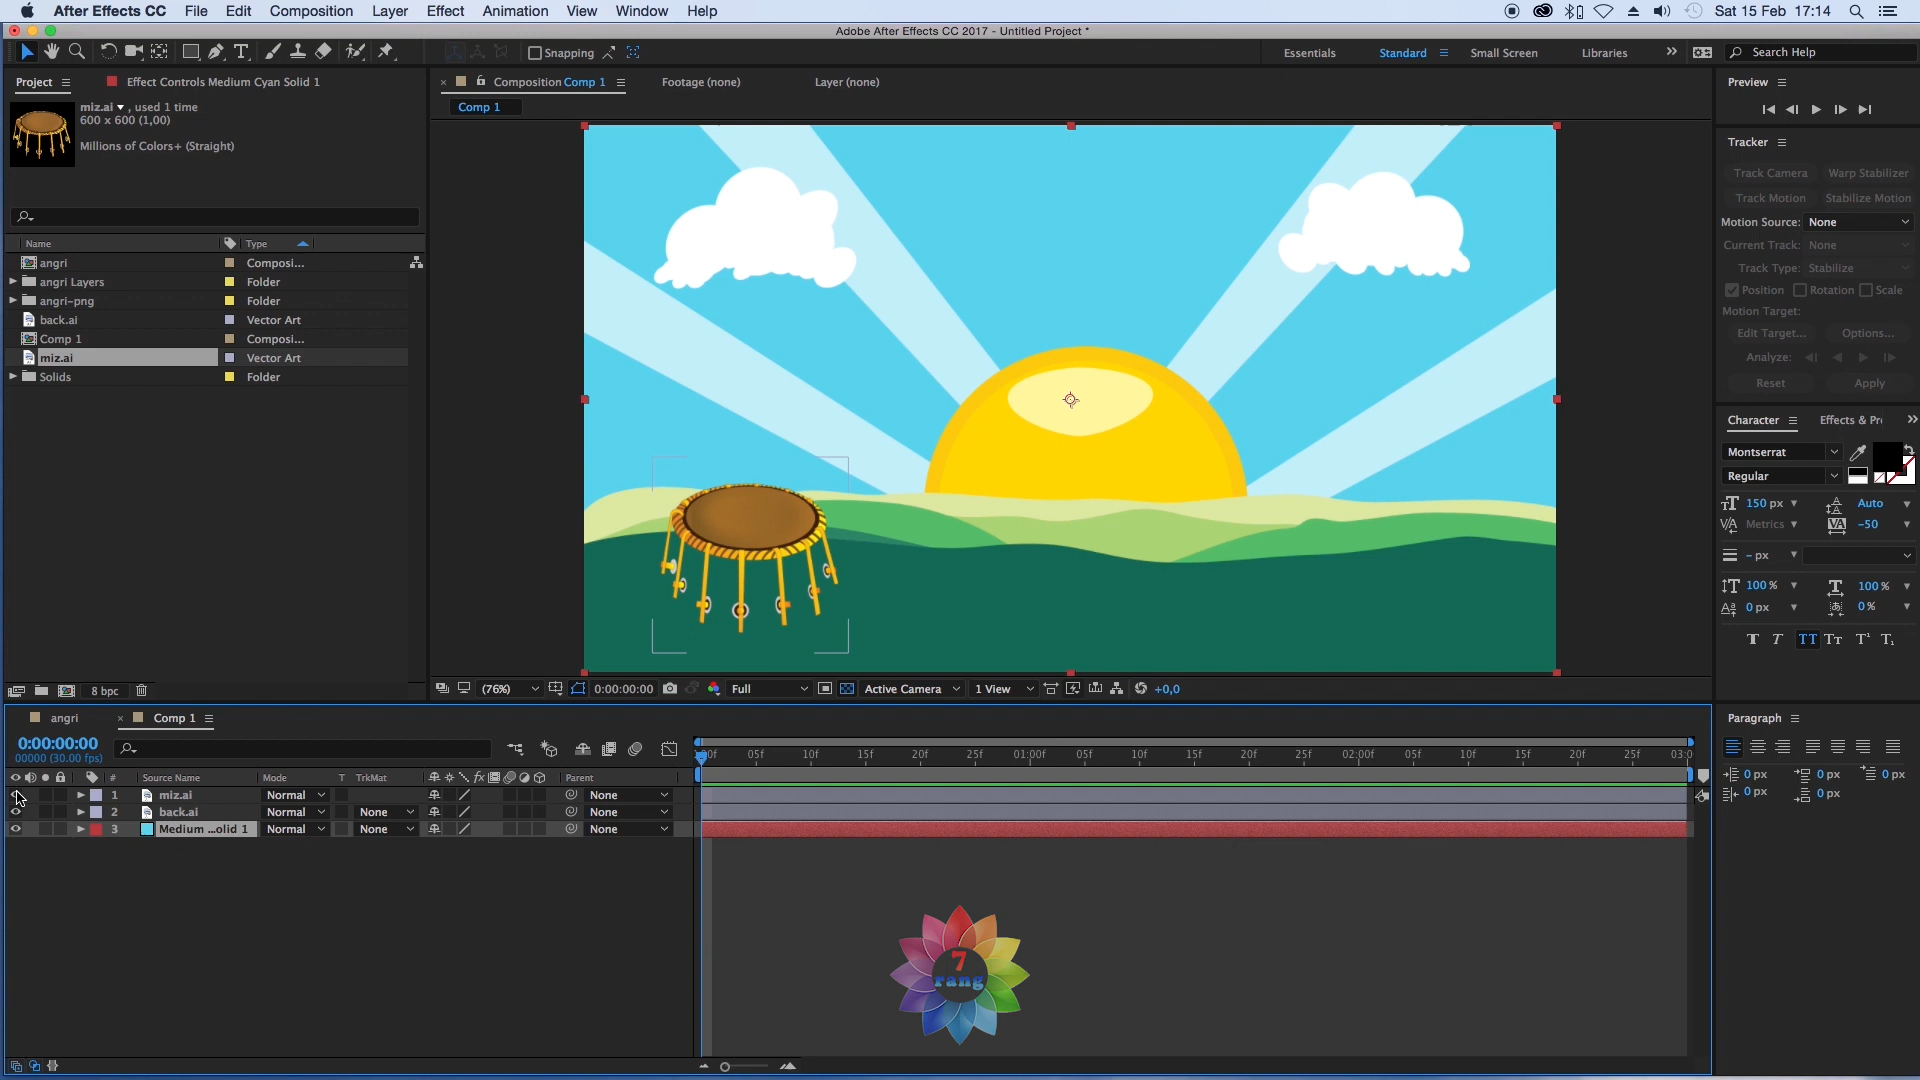 After Effects CC File Edit Composition Layer Effect Animation View Window Help Sat 15 Feb 17:14
Adobe After Effects CC 2017 - Untitled Project *
Snapping Essentials Standard Small Screen Libraries Search Help
Project Effect Controls Medium Cyan Solid 1
miz.ai , used 1 time
600 x 600 (1,00)
Millions of Colors+ (Straight)
Name Type
angri Composi...
angri Layers Folder
angri-png Folder
back.ai Vector Art
Comp 1 Composi...
miz.ai Vector Art
Solids Folder
8 bpc
Composition Comp 1 Footage (none) Layer (none)
Comp 1
(76%) 0:00:00:00 Full Active Camera 1 View +0,0
Preview
Tracker
Track Camera Warp Stabilizer
Track Motion Stabilize Motion
Motion Source: None
Current Track: None
Track Type: Stabilize
Position Rotation Scale
Motion Target:
Edit Target... Options...
Analyze:
Reset Apply
Character Effects & Pr
Montserrat
Regular
150 px Auto
Metrics -50
- px
100 % 100 %
0 px 0 %
Paragraph
0 px 0 px 0 px
0 px 0 px
angri Comp 1
0:00:00:00
00000 (30.00 fps)
# Source Name Mode T TrkMat Parent
1 miz.ai Normal None
2 back.ai Normal None None
3 Medium ...olid 1 Normal None None
00f 05f 10f 15f 20f 25f 01:00f 05f 10f 15f 20f 25f 02:00f 05f 10f 15f 20f 25f 03:0
7
rang